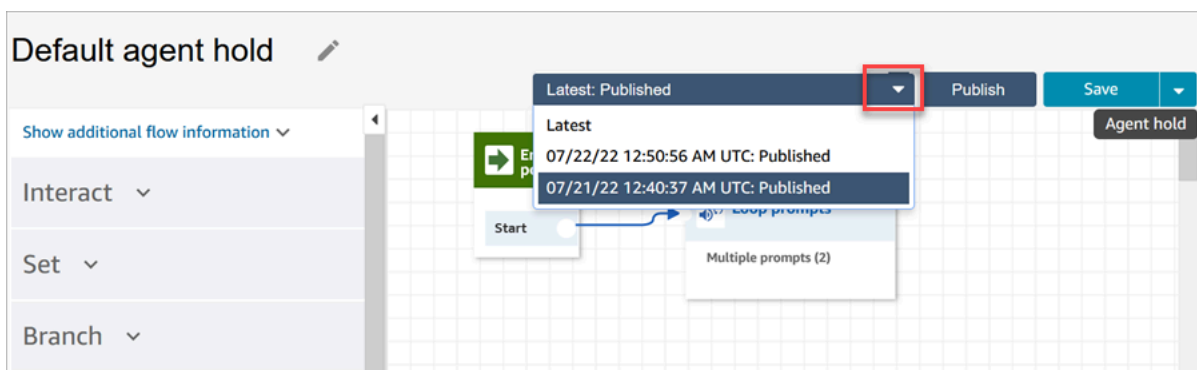 Default agent hold
Latest: Published
Publish
Save
Agent hold
Show additional flow information
Latest
07/22/22 12:50:56 AM UTC: Published
07/21/22 12:40:37 AM UTC: Published
Interact
Set
Branch
Start
Loop prompts
Multiple prompts (2)